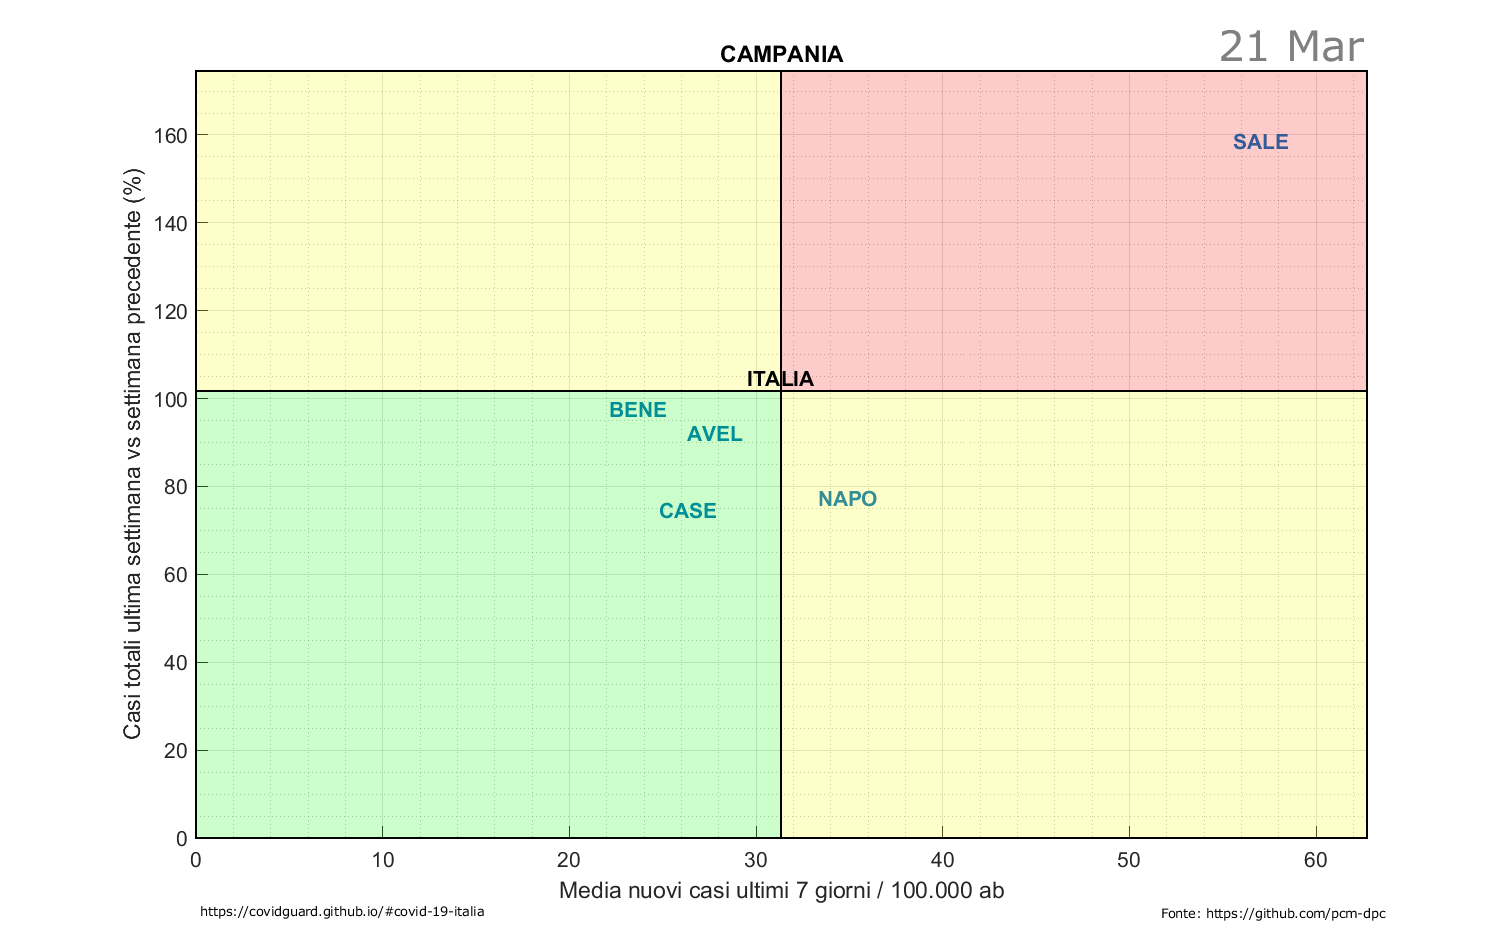 21 Mar
CAMPANIA
160
140
120
100
80
60
40
20
0
Casi totali ultima settimana vs settimana precedente (%)
SALE
ITALIA
BENE
AVEL
NAPO
CASE
0 10 20 30 40 50 60
Media nuovi casi ultimi 7 giorni / 100.000 ab
https://covidguard.github.io/#covid-19-italia
Fonte: https://github.com/pcm-dpc